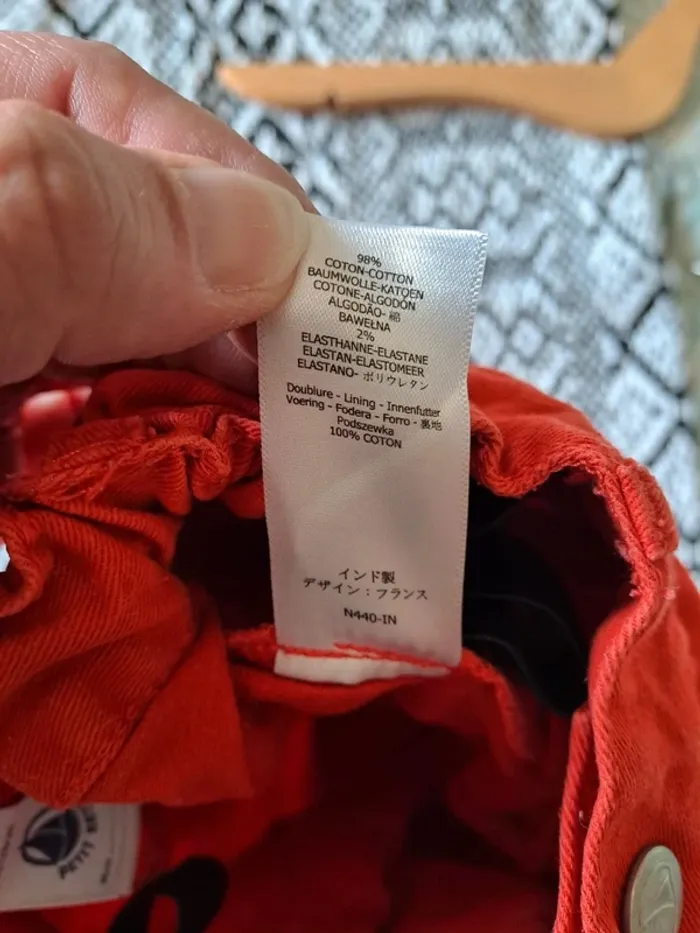 98%
COTON-COTTON
BAUMWOLLE-KATOEN
COTONE-ALGODÓN
ALGODÃO- 綿
BAWEŁNA
2%
ELASTHANNE-ELASTANE
ELASTAN-ELASTOMEER
ELASTANO- ポリウレタン
Doublure - Lining - Innenfutter
Voering - Fodera - Forro - 裏地
Podszewka
100% COTON
インド製
デザイン：フランス
N440-IN
PETIT